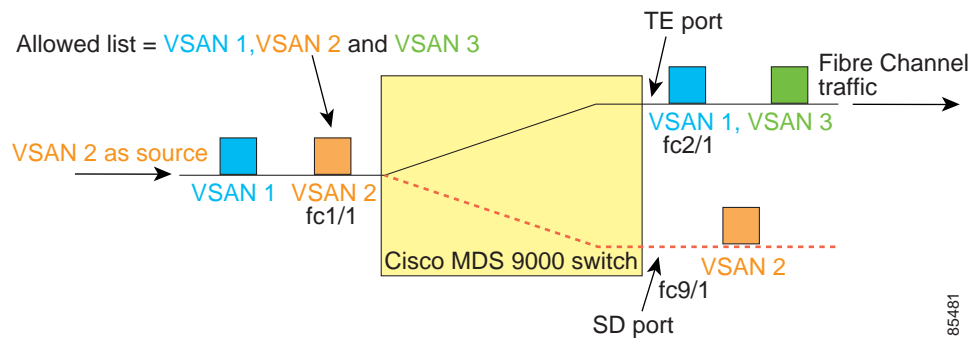 Allowed list = VSAN 1,VSAN 2 and VSAN 3
TE port
Fibre Channel
traffic
VSAN 2 as source
VSAN 1
VSAN 2
fc1/1
VSAN 1, VSAN 3
fc2/1
Cisco MDS 9000 switch
VSAN 2
fc9/1
SD port
85481